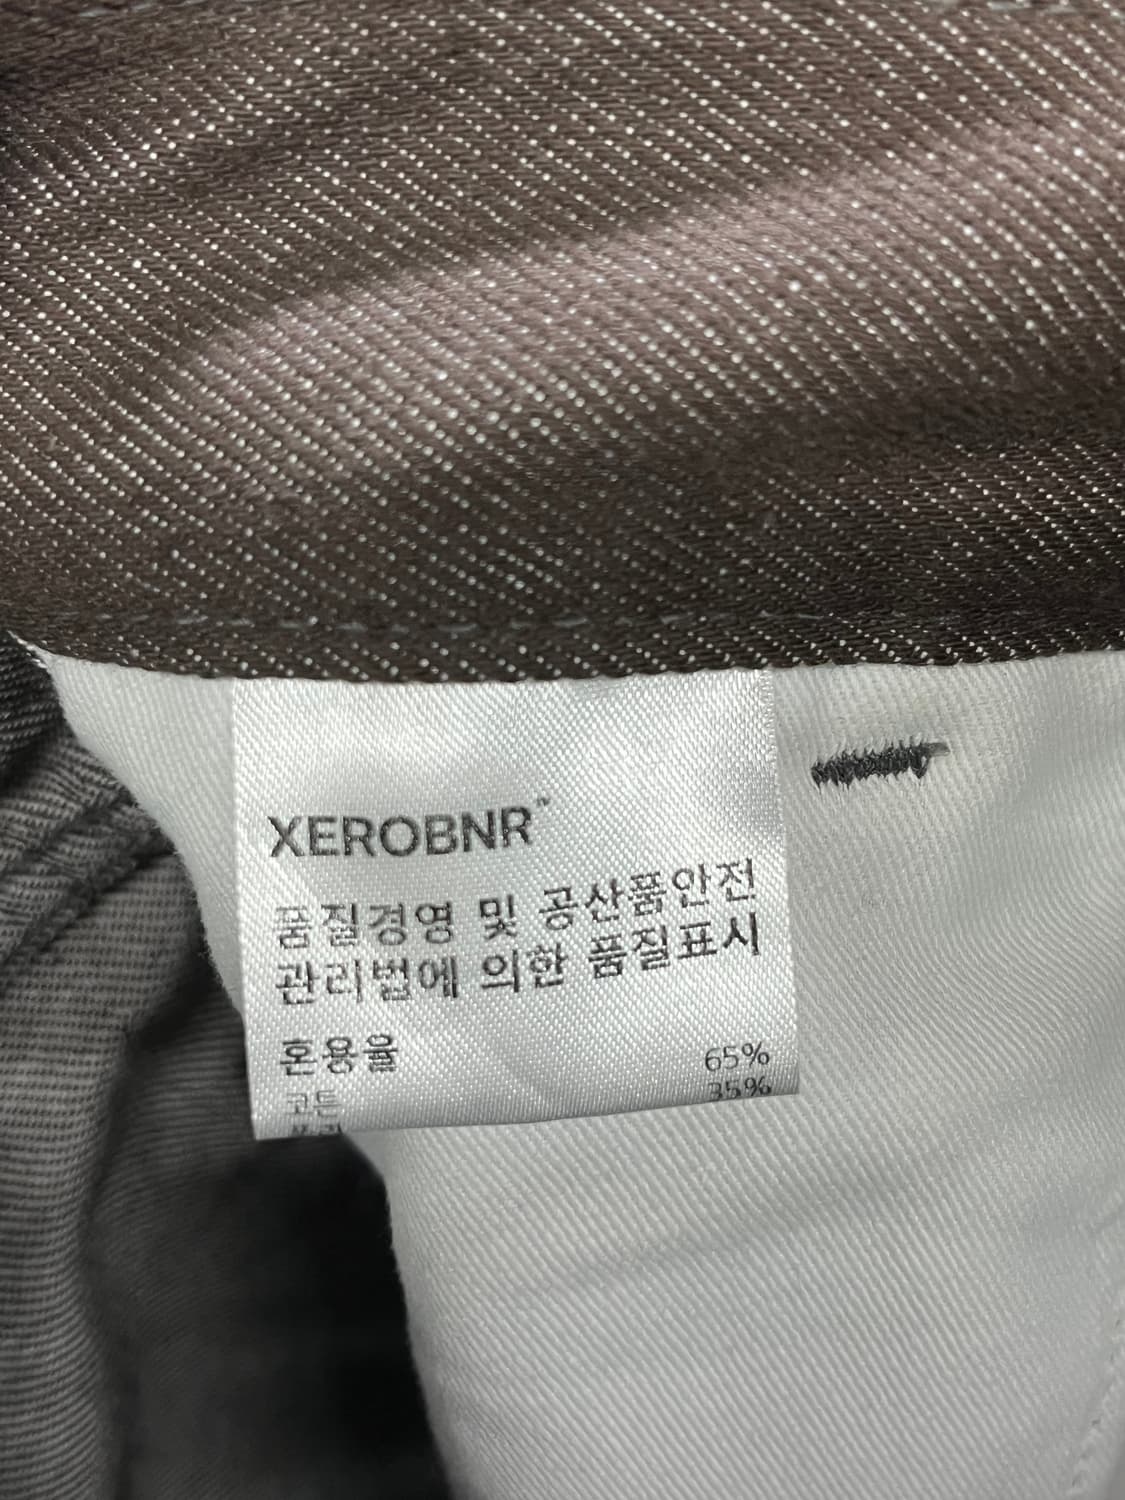 XEROBNR™
품질경영 및 공산품안전
관리법에 의한 품질표시
혼용율
코튼 65%
35%